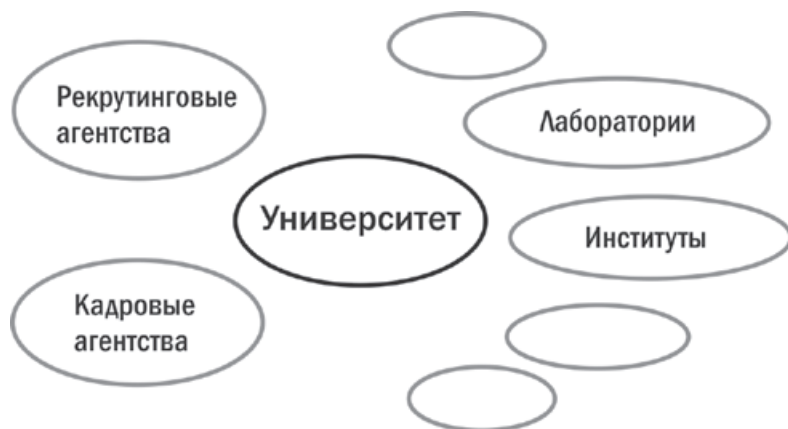 Рекрутинговые
агентства
Лаборатории
Университет
Институты
Кадровые
агентства